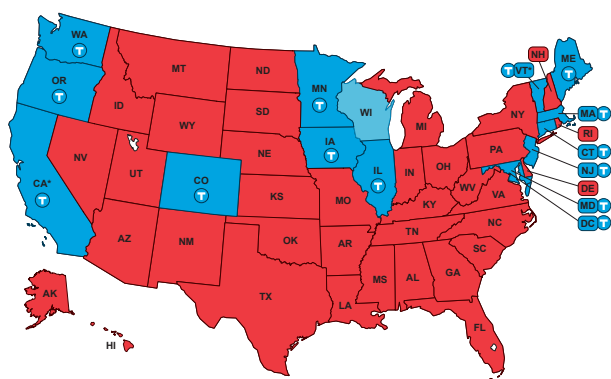 WA
T
OR
T
CA*
T
NV
ID
MT
WY
UT
CO
T
AZ
NM
ND
SD
NE
KS
OK
TX
MN
T
IA
T
MO
AR
LA
WI
IL
T
MI
IN
OH
KY
TN
MS
AL
GA
FL
SC
NC
VA
WV
PA
NY
T VT*
NH
ME
T
MA T
RI
CT T
NJ T
DE
MD T
DC T
AK
HI